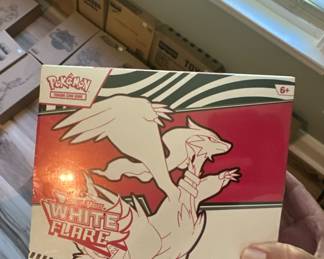 Pokémon
TRADING CARD GAME
6+
WHITE
FLARE